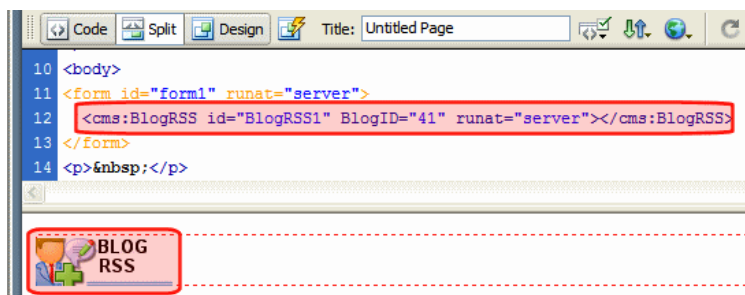 Code Split Design Title: Untitled Page
10 <body>
11 <form id="form1" runat="server">
12 <cms:BlogRSS id="BlogRSS1" BlogID="41" runat="server"></cms:BlogRSS>
13 </form>
14 <p>&nbsp;</p>
BLOG
RSS